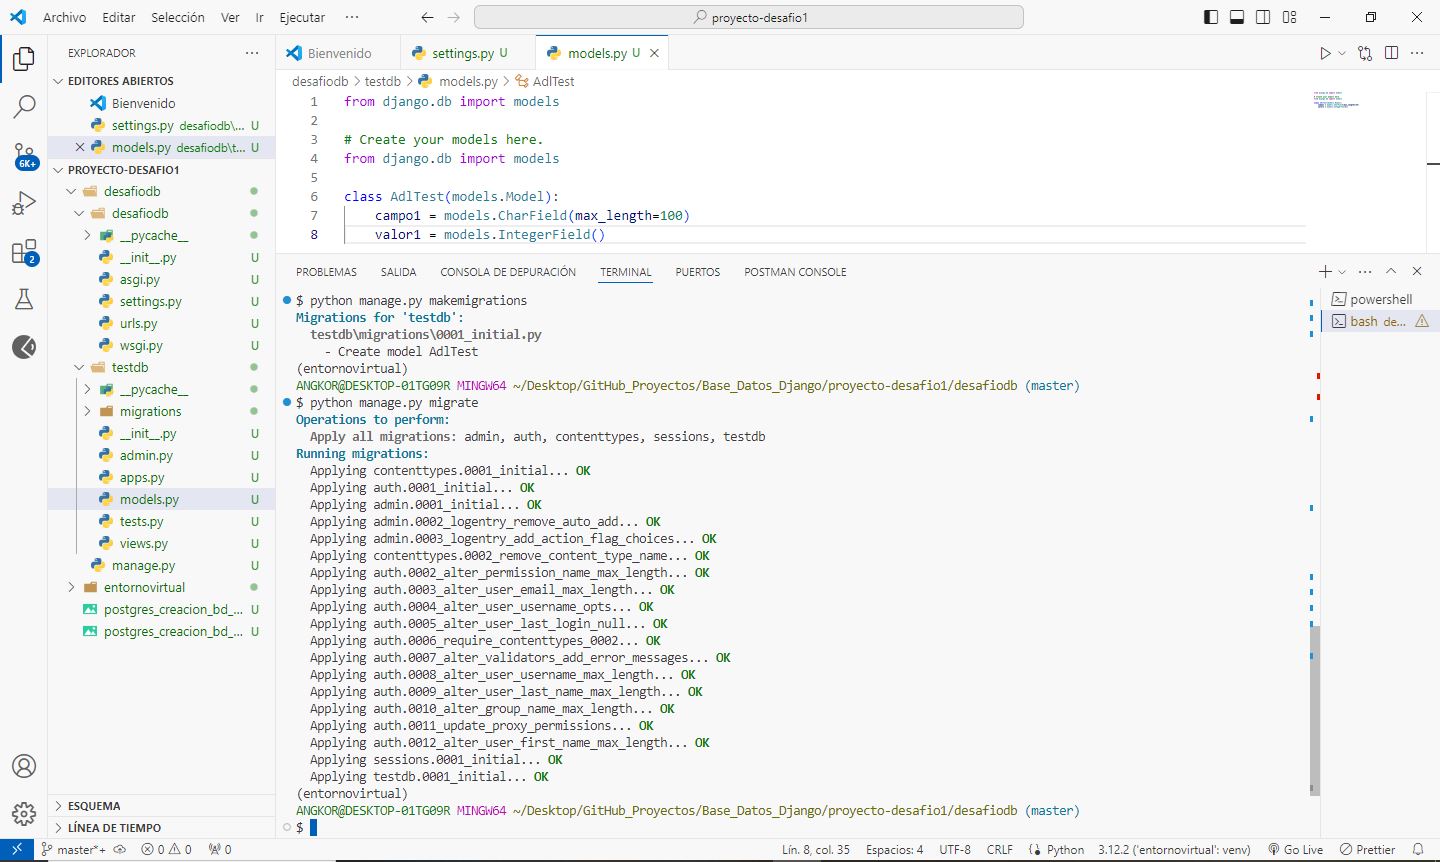 Archivo Editar Selección Ver Ir Ejecutar ··· proyecto-desafio1
EXPLORADOR ···
EDITORES ABIERTOS
Bienvenido
settings.py desafiodb\... U
models.py desafiodb\t... U
PROYECTO-DESAFIO1
desafiodb
desafiodb
__pycache__
__init__.py U
asgi.py U
settings.py U
urls.py U
wsgi.py U
testdb
__pycache__
migrations
__init__.py U
admin.py U
apps.py U
models.py U
tests.py U
views.py U
manage.py U
entornovirtual
postgres_creacion_bd_... U
postgres_creacion_bd_... U
ESQUEMA
LÍNEA DE TIEMPO
6K+
2
Bienvenido settings.py U models.py U
desafiodb > testdb > models.py > AdlTest
1 from django.db import models
2
3 # Create your models here.
4 from django.db import models
5
6 class AdlTest(models.Model):
7 campo1 = models.CharField(max_length=100)
8 valor1 = models.IntegerField()
PROBLEMAS SALIDA CONSOLA DE DEPURACIÓN TERMINAL PUERTOS POSTMAN CONSOLE
$ python manage.py makemigrations
Migrations for 'testdb':
testdb\migrations\0001_initial.py
- Create model AdlTest
(entornovirtual)
ANGKOR@DESKTOP-01TG09R MINGW64 ~/Desktop/GitHub_Proyectos/Base_Datos_Django/proyecto-desafio1/desafiodb (master)
$ python manage.py migrate
Operations to perform:
Apply all migrations: admin, auth, contenttypes, sessions, testdb
Running migrations:
Applying contenttypes.0001_initial... OK
Applying auth.0001_initial... OK
Applying admin.0001_initial... OK
Applying admin.0002_logentry_remove_auto_add... OK
Applying admin.0003_logentry_add_action_flag_choices... OK
Applying contenttypes.0002_remove_content_type_name... OK
Applying auth.0002_alter_permission_name_max_length... OK
Applying auth.0003_alter_user_email_max_length... OK
Applying auth.0004_alter_user_username_opts... OK
Applying auth.0005_alter_user_last_login_null... OK
Applying auth.0006_require_contenttypes_0002... OK
Applying auth.0007_alter_validators_add_error_messages... OK
Applying auth.0008_alter_user_username_max_length... OK
Applying auth.0009_alter_user_last_name_max_length... OK
Applying auth.0010_alter_group_name_max_length... OK
Applying auth.0011_update_proxy_permissions... OK
Applying auth.0012_alter_user_first_name_max_length... OK
Applying sessions.0001_initial... OK
Applying testdb.0001_initial... OK
(entornovirtual)
ANGKOR@DESKTOP-01TG09R MINGW64 ~/Desktop/GitHub_Proyectos/Base_Datos_Django/proyecto-desafio1/desafiodb (master)
$
powershell
bash de...
master*+ 0 0 0 Lín. 8, col. 35 Espacios: 4 UTF-8 CRLF Python 3.12.2 ('entornovirtual': venv) Go Live Prettier